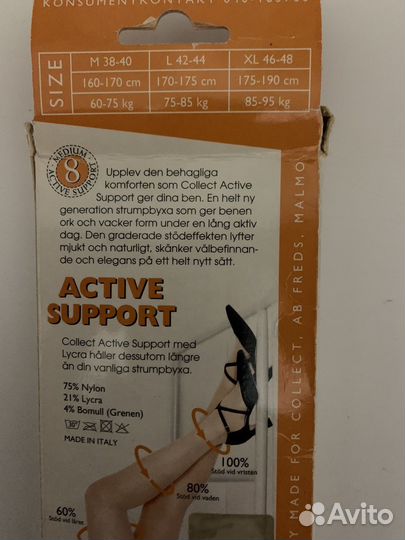 KONSUMENTKONTAKT
SIZE
M 38-40 L 42-44 XL 46-48
160-170 cm 170-175 cm 175-190 cm
60-75 kg 75-85 kg 85-95 kg
MEDIUM
8
ACTIVE SUPPORT
Upplev den behagliga
komforten som Collect Active
Support ger dina ben. En helt ny
generation strumpbyxa som ger benen
ork och vacker form under en lång aktiv
dag. Den graderade stödeffekten lyfter
mjukt och naturligt, skänker välbefinnan-
de och elegans på ett helt nytt sätt.
ACTIVE
SUPPORT
Collect Active Support med
Lycra håller dessutom längre
än din vanliga strumpbyxa.
75% Nylon
21% Lycra
4% Bomull (Grenen)
30°
MADE IN ITALY
100%
Stöd vid vristen
80%
Stöd vid vaden
60%
Stöd vid låret
Y MADE FOR COLLECT, AB FREDS, MALMÖ
Avito